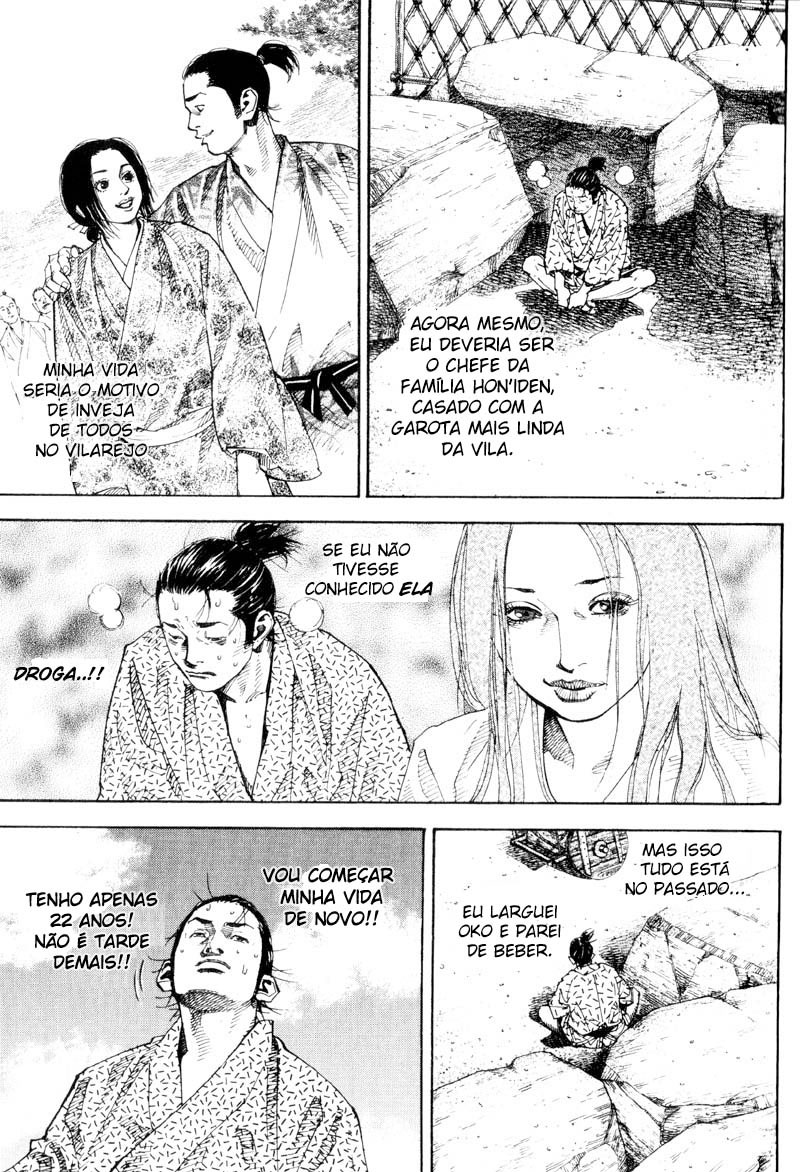 AGORA MESMO,
EU DEVERIA SER
O CHEFE DA
FAMÍLIA HON'IDEN,
CASADO COM A
GAROTA MAIS LINDA
DA VILA.
MINHA VIDA
SERIA O MOTIVO
DE INVEJA
DE TODOS
NO VILAREJO
SE EU NÃO
TIVESSE
CONHECIDO ELA
DROGA..!!
MAS ISSO
TUDO ESTÁ
NO PASSADO...
EU LARGUEI
OKO E PAREI
DE BEBER.
VOU COMEÇAR
MINHA VIDA
DE NOVO!!
TENHO APENAS
22 ANOS!
NÃO É TARDE
DEMAIS!!